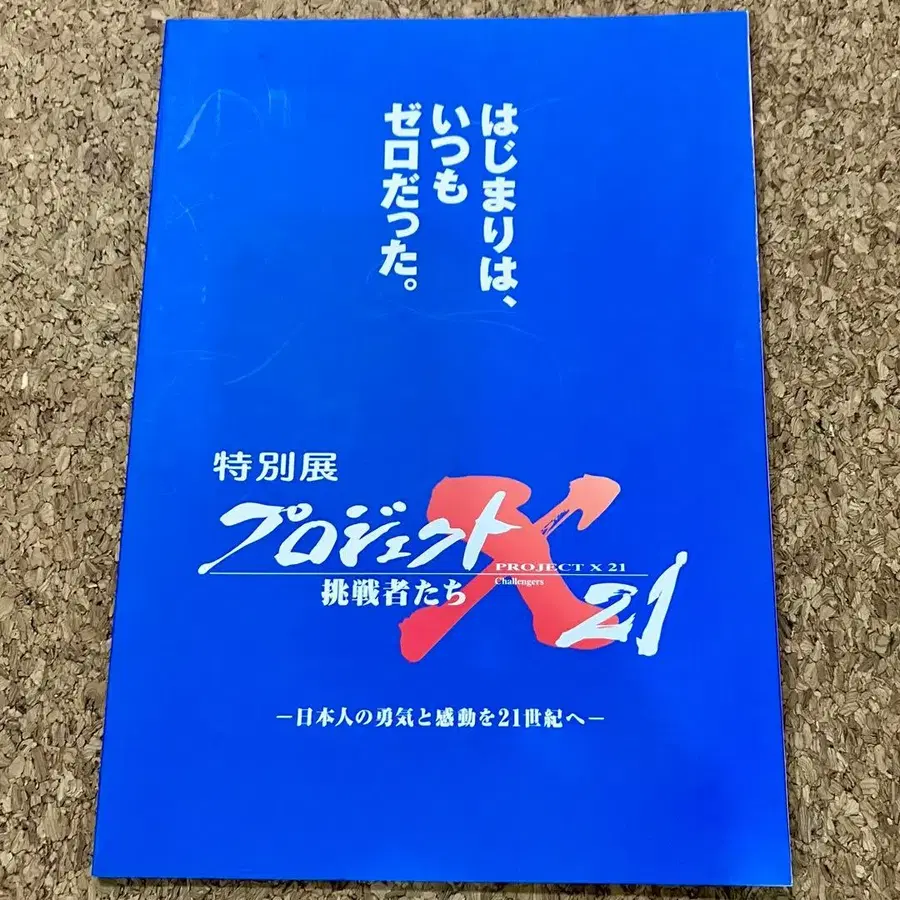 はじまりは、
いつも
ゼロだった。
特別展
プロジェクトX
PROJECT X 21
Challengers
挑戦者たち
21
－日本人の勇気と感動を21世紀へ－